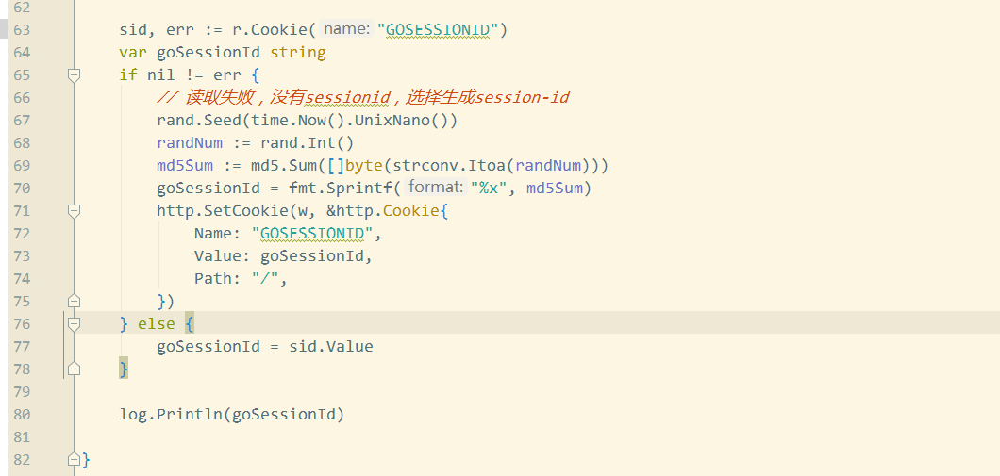 62
63 sid, err := r.Cookie( name: "GOSESSIONID")
64 var goSessionId string
65 if nil != err {
66 // 读取失败，没有sessionid，选择生成session-id
67 rand.Seed(time.Now().UnixNano())
68 randNum := rand.Int()
69 md5Sum := md5.Sum([]byte(strconv.Itoa(randNum)))
70 goSessionId = fmt.Sprintf( format: "%x", md5Sum)
71 http.SetCookie(w, &http.Cookie{
72 Name: "GOSESSIONID",
73 Value: goSessionId,
74 Path: "/",
75 })
76 } else {
77 goSessionId = sid.Value
78 }
79
80 log.Println(goSessionId)
81
82 }